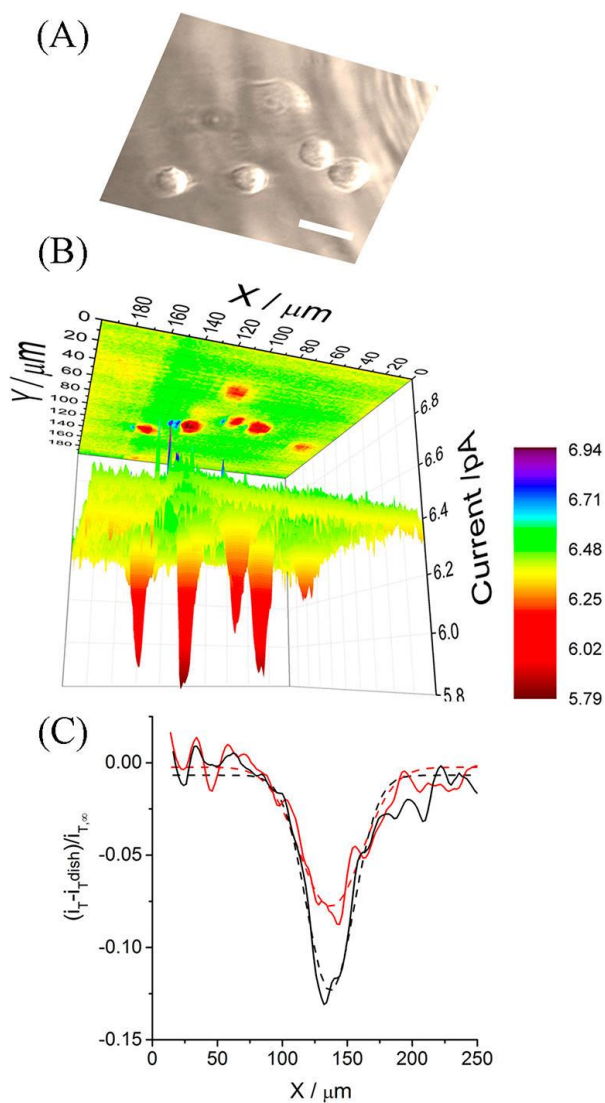 (A)
(B)
X / μm
0 180 160 140 120 100 80 60 40 20 0
Y/μm
20
40
60
80
100
120
140
160
180
6.8
6.6
6.4
6.2
6.0
5.8
Current /pA
6.94
6.71
6.48
6.25
6.02
5.79
(C)
(iT-iTdish)/iT,∞
0.00
-0.05
-0.10
-0.15
0 50 100 150 200 250
X / μm